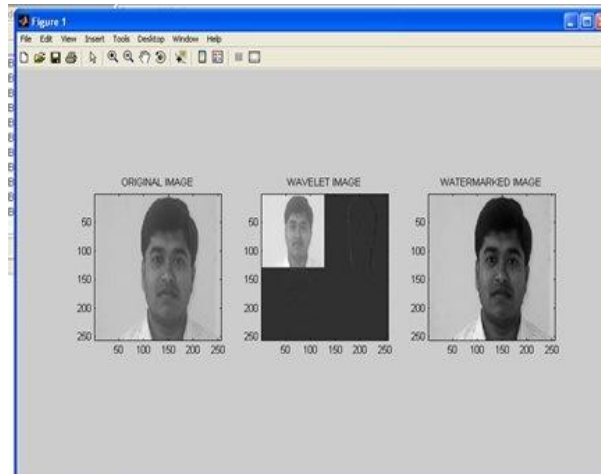 Figure 1
File Edit View Insert Tools Desktop Window Help
ORIGINAL IMAGE
WAVELET IMAGE
WATERMARKED IMAGE
50
100
150
200
250
50 100 150 200 250
50
100
150
200
250
50 100 150 200 250
50
100
150
200
250
50 100 150 200 250